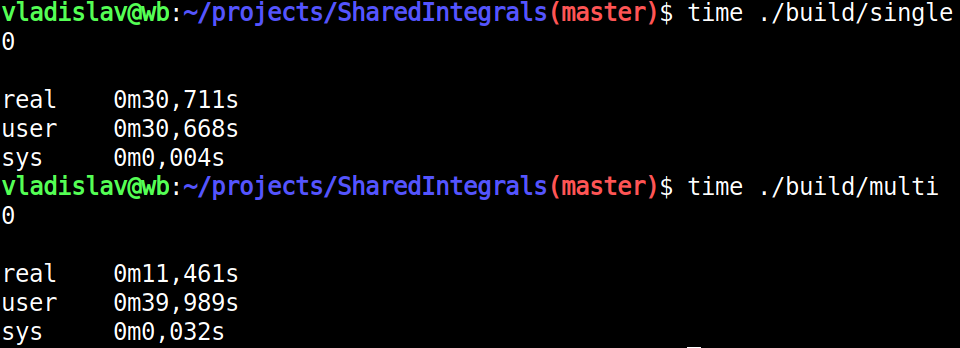 vladislav@wb:~/projects/SharedIntegrals(master)$ time ./build/single
0
real 0m30,711s
user 0m30,668s
sys 0m0,004s
vladislav@wb:~/projects/SharedIntegrals(master)$ time ./build/multi
0
real 0m11,461s
user 0m39,989s
sys 0m0,032s